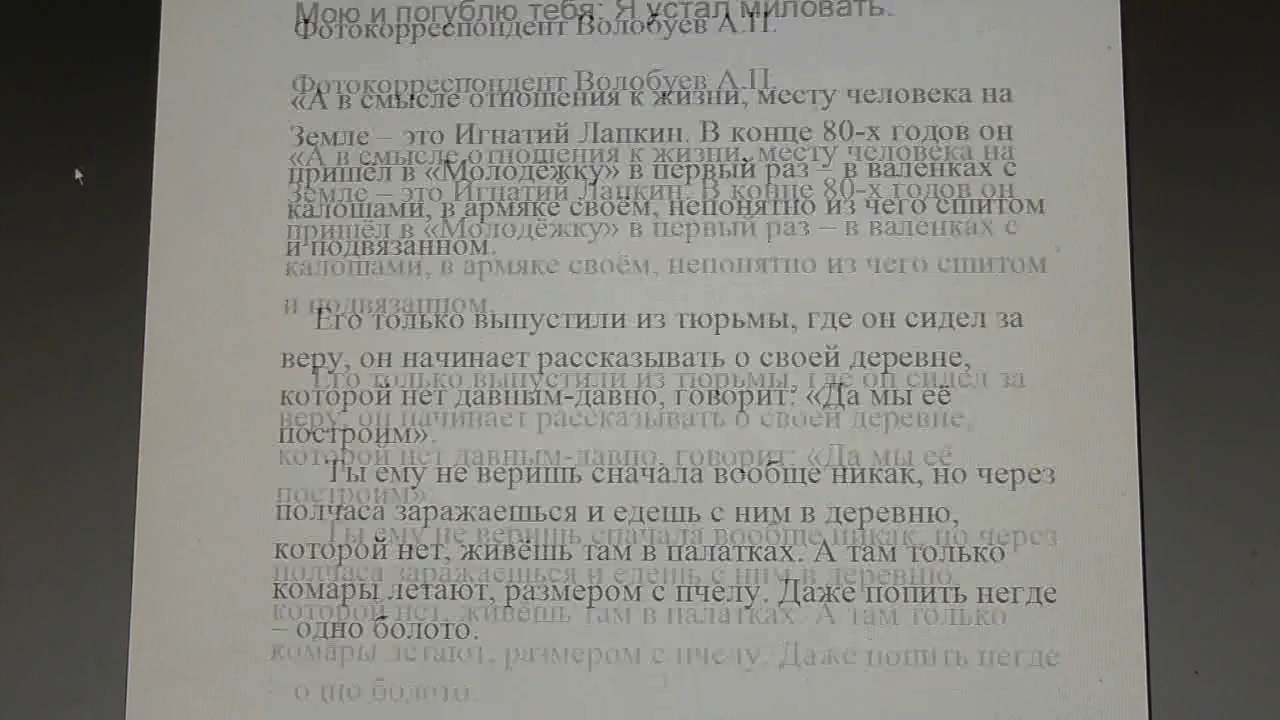 Мою и погублю тебя: Я устал миловать.
Фотокорреспондент Волобуев А.П.
«А в смысле отношения к жизни, месту человека на
Земле – это Игнатий Лапкин. В конце 80-х годов он
пришёл в «Молодёжку» в первый раз – в валенках с
калошами, в армяке своём, непонятно из чего сшитом
и подвязанном.
Его только выпустили из тюрьмы, где он сидел за
веру, он начинает рассказывать о своей деревне,
которой нет давным-давно, говорит: «Да мы её
построим».
Ты ему не веришь сначала вообще никак, но через
полчаса заражаешься и едешь с ним в деревню,
которой нет, живёшь там в палатках. А там только
комары летают, размером с пчелу. Даже попить негде
– одно болото.